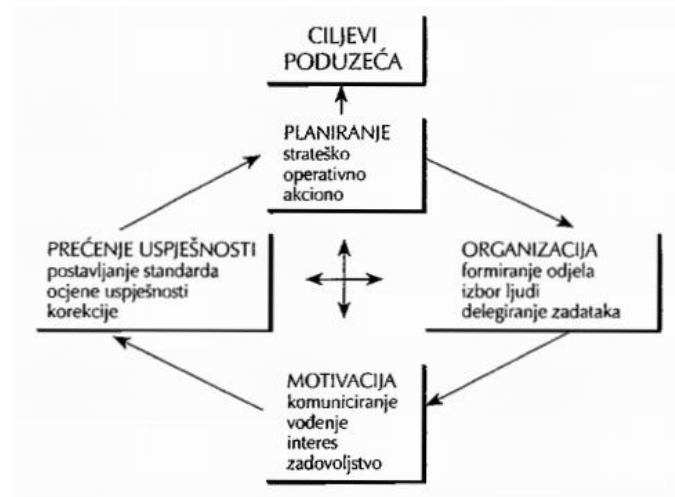 CILJEVI
PODUZEĆA
PLANIRANJE
strateško
operativno
akciono
PREĆENJE USPJEŠNOSTI
postavljanje standarda
ocjene uspješnosti
korekcije
ORGANIZACIJA
formiranje odjela
izbor ljudi
delegiranje zadataka
MOTIVACIJA
komuniciranje
vođenje
interes
zadovoljstvo